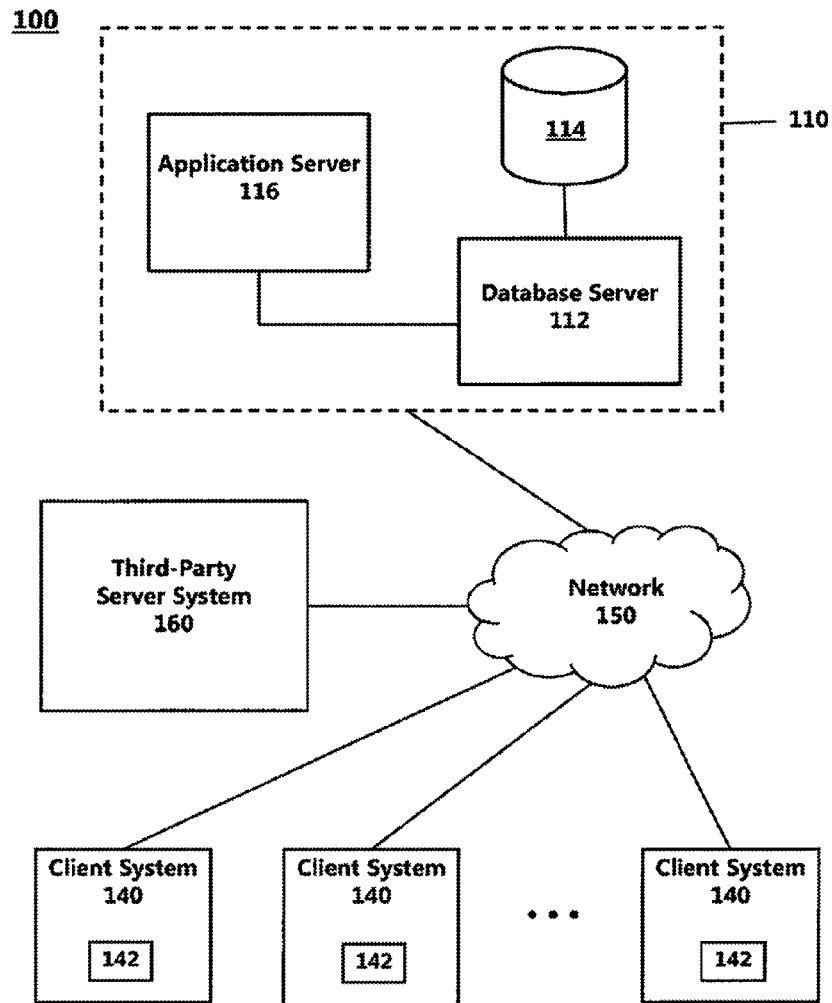 100
114
110
Application Server
116
Database Server
112
Third-Party
Server System
160
Network
150
Client System
140
142
Client System
140
142
• • •
Client System
140
142